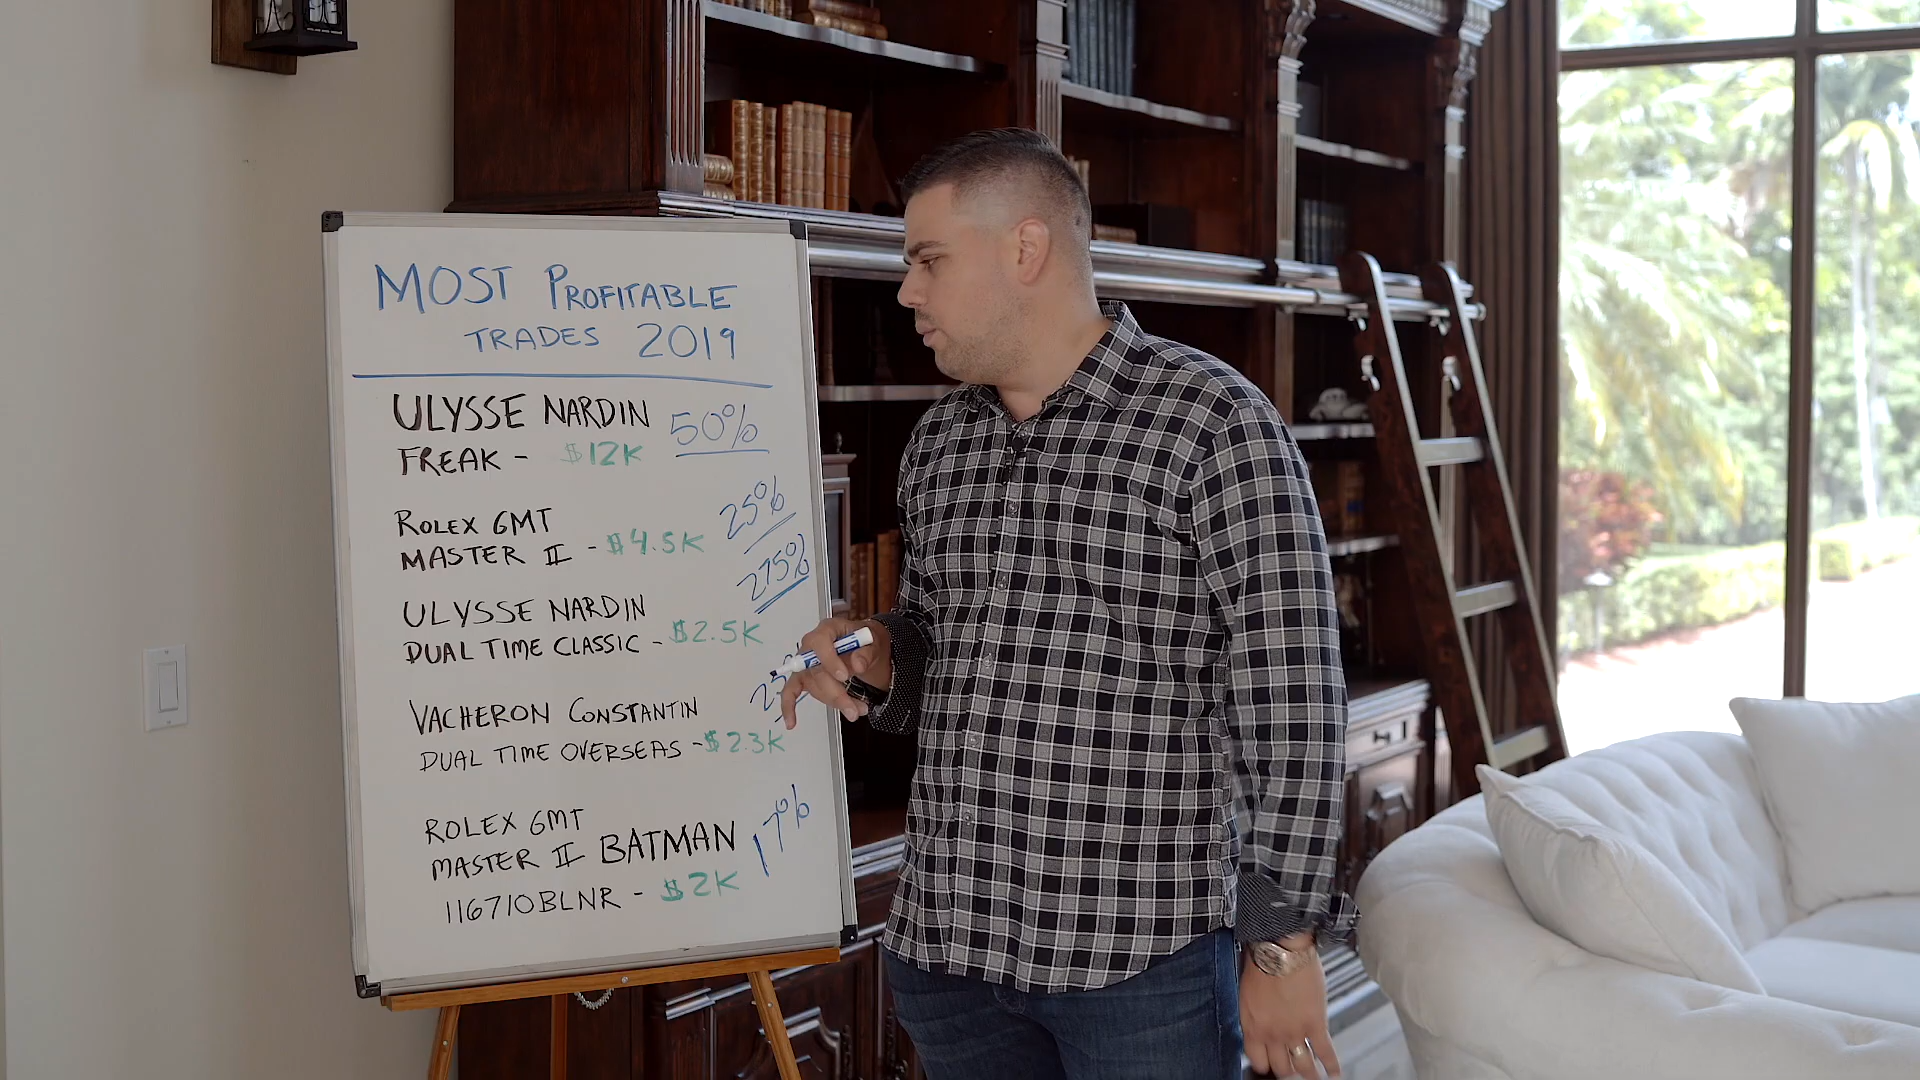 MOST PROFITABLE
TRADES 2019
ULYSSE NARDIN 50%
FREAK - $12K
25%
ROLEX GMT
MASTER II - $4.5K
275%
ULYSSE NARDIN
DUAL TIME CLASSIC - $2.5K
VACHERON CONSTANTIN
DUAL TIME OVERSEAS - $2.3K
ROLEX GMT
MASTER II BATMAN 17%
116710BLNR - $2K